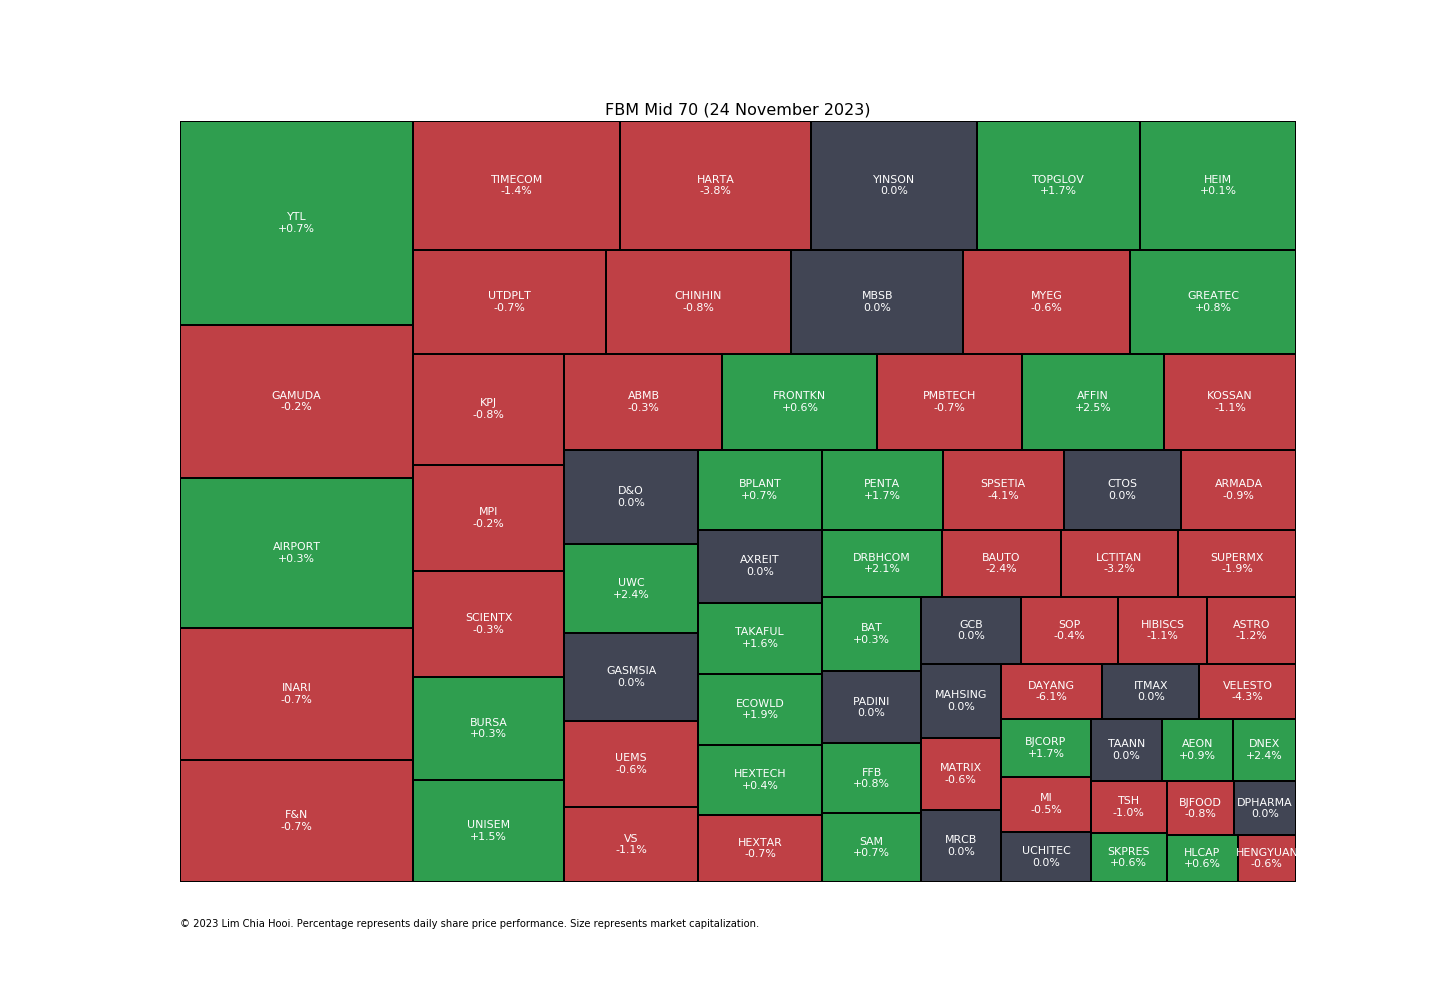 FBM Mid 70 (24 November 2023)
YTL
+0.7%
GAMUDA
-0.2%
AIRPORT
+0.3%
INARI
-0.7%
F&N
-0.7%
TIMECOM
-1.4%
HARTA
-3.8%
YINSON
0.0%
TOPGLOV
+1.7%
HEIM
+0.1%
UTDPLT
-0.7%
CHINHIN
-0.8%
MBSB
0.0%
MYEG
-0.6%
GREATEC
+0.8%
KPJ
-0.8%
MPI
-0.2%
SCIENTX
-0.3%
BURSA
+0.3%
UNISEM
+1.5%
ABMB
-0.3%
FRONTKN
+0.6%
PMBTECH
-0.7%
AFFIN
+2.5%
KOSSAN
-1.1%
D&O
0.0%
UWC
+2.4%
GASMSIA
0.0%
UEMS
-0.6%
VS
-1.1%
BPLANT
+0.7%
PENTA
+1.7%
SPSETIA
-4.1%
CTOS
0.0%
ARMADA
-0.9%
AXREIT
0.0%
TAKAFUL
+1.6%
ECOWLD
+1.9%
HEXTECH
+0.4%
HEXTAR
-0.7%
DRBHCOM
+2.1%
BAUTO
-2.4%
LCTITAN
-3.2%
SUPERMX
-1.9%
BAT
+0.3%
PADINI
0.0%
FFB
+0.8%
SAM
+0.7%
GCB
0.0%
SOP
-0.4%
HIBISCS
-1.1%
ASTRO
-1.2%
MAHSING
0.0%
MATRIX
-0.6%
MRCB
0.0%
DAYANG
-6.1%
ITMAX
0.0%
VELESTO
-4.3%
BJCORP
+1.7%
MI
-0.5%
UCHITEC
0.0%
TAANN
0.0%
AEON
+0.9%
DNEX
+2.4%
TSH
-1.0%
BJFOOD
-0.8%
DPHARMA
0.0%
SKPRES
+0.6%
HLCAP
+0.6%
HENGYUAN
-0.6%
© 2023 Lim Chia Hooi. Percentage represents daily share price performance. Size represents market capitalization.